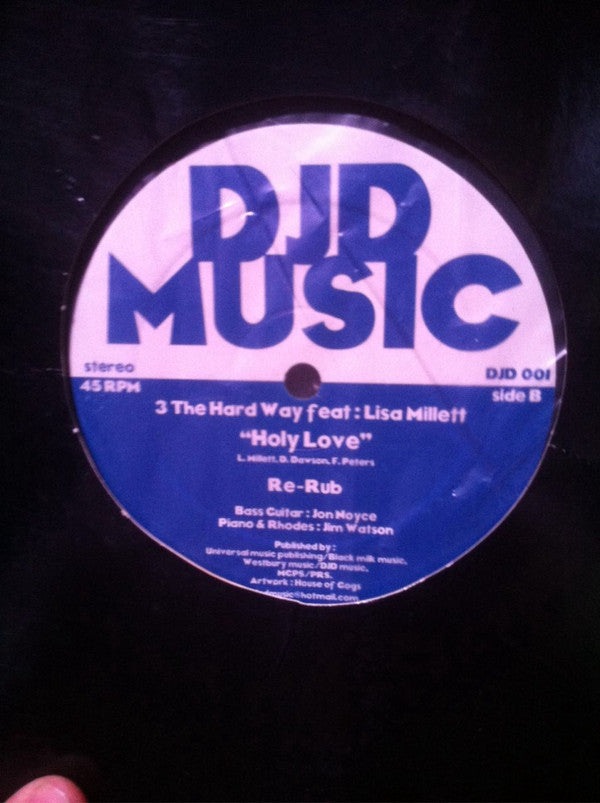 DJD
MUSIC
stereo
DJD 001
45 RPM
side B
3 The Hard Way feat : Lisa Millett
“Holy Love”
L. Millett, D. Dawson, F. Peters
Re-Rub
Bass Guitar : Jon Noyce
Piano & Rhodes : Jim Watson
Published by :
Universal music publishing/Black milk music,
Westbury music/DJD music,
MCPS/PRS.
Artwork : House of Gogs